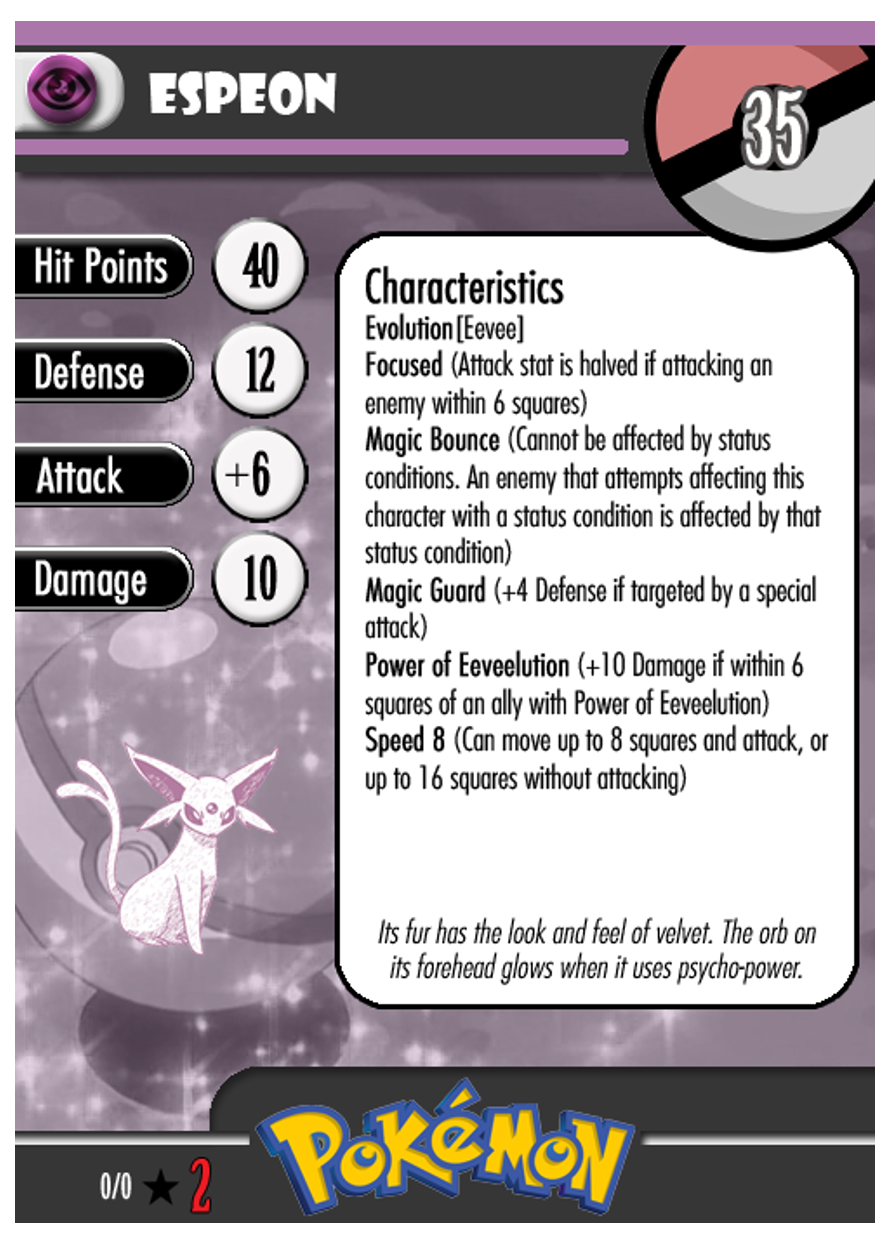 ESPEON
35
Hit Points 40
Defense 12
Attack +6
Damage 10
Characteristics
Evolution [Eevee]
Focused (Attack stat is halved if attacking an
enemy within 6 squares)
Magic Bounce (Cannot be affected by status
conditions. An enemy that attempts affecting this
character with a status condition is affected by that
status condition)
Magic Guard (+4 Defense if targeted by a special
attack)
Power of Eeveelution (+10 Damage if within 6
squares of an ally with Power of Eeveelution)
Speed 8 (Can move up to 8 squares and attack, or
up to 16 squares without attacking)
Its fur has the look and feel of velvet. The orb on
its forehead glows when it uses psycho-power.
0/0 ★ 2
POKéMON